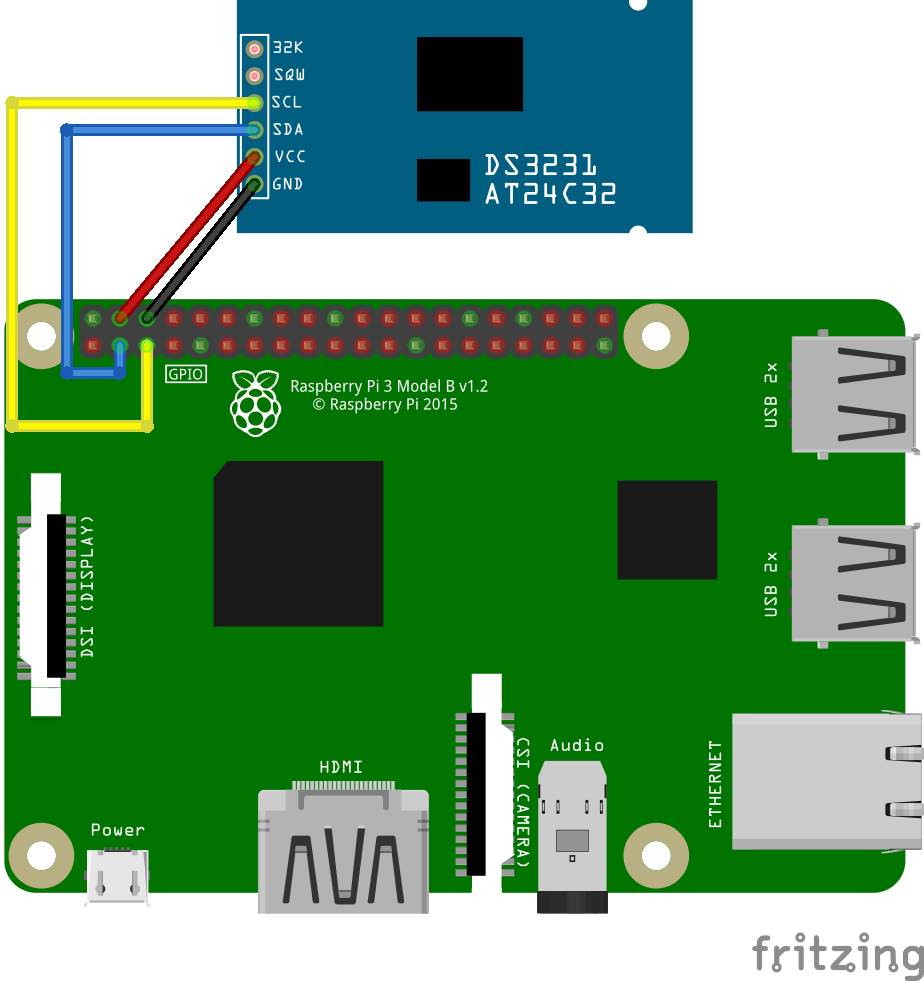 32K
SQW
SCL
SDA
VCC
GND
DS3231
AT24C32
GPIO
Raspberry Pi 3 Model B v1.2
© Raspberry Pi 2015
USB 2x
USB 2x
DSI (DISPLAY)
CSI (CAMERA)
Audio
ETHERNET
HDMI
Power
fritzing